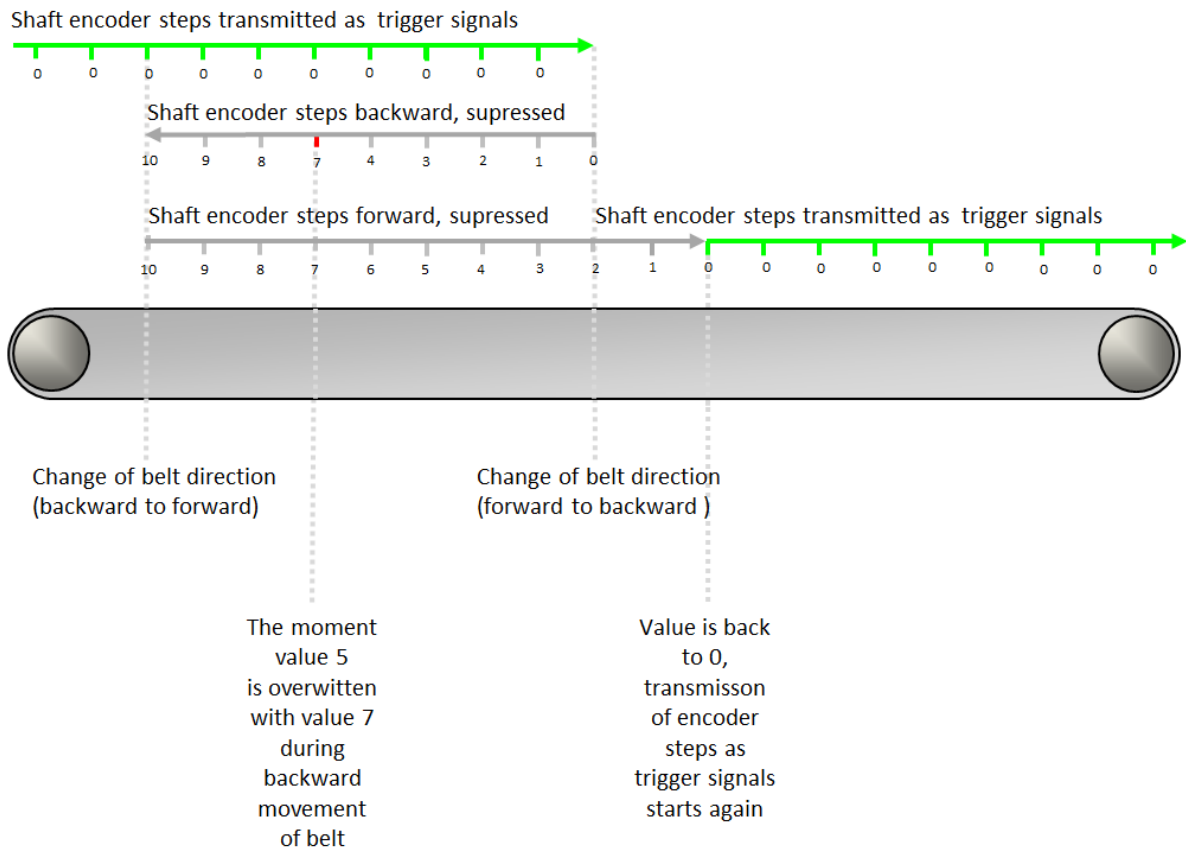 Shaft encoder steps transmitted as trigger signals
0 0 0 0 0 0 0 0 0 0
Shaft encoder steps backward, supressed
10 9 8 7 4 3 2 1 0
Shaft encoder steps forward, supressed
Shaft encoder steps transmitted as trigger signals
10 9 8 7 6 5 4 3 2 1 0 0 0 0 0 0 0 0 0
Change of belt direction
(backward to forward)
Change of belt direction
(forward to backward )
The moment
value 5
is overwitten
with value 7
during
backward
movement
of belt
Value is back
to 0,
transmisson
of encoder
steps as
trigger signals
starts again